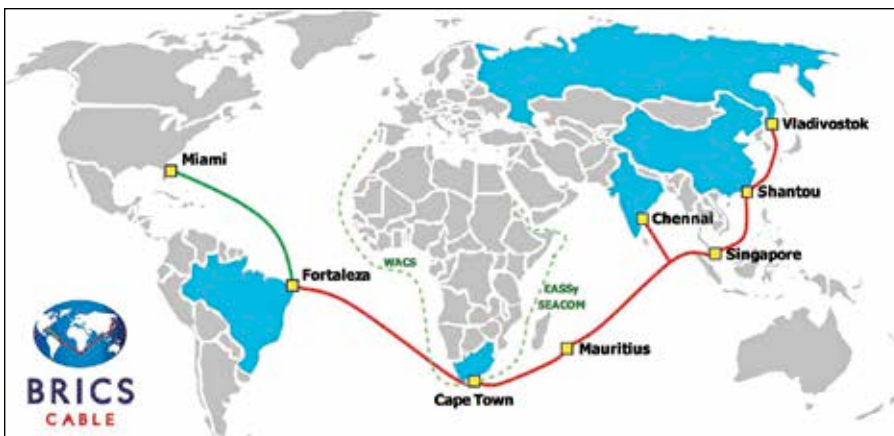 Miami
Vladivostok
Shantou
Chennai
Singapore
WACS
Fortaleza
EASSy
SEACOM
Mauritius
Cape Town
BRICS
CABLE